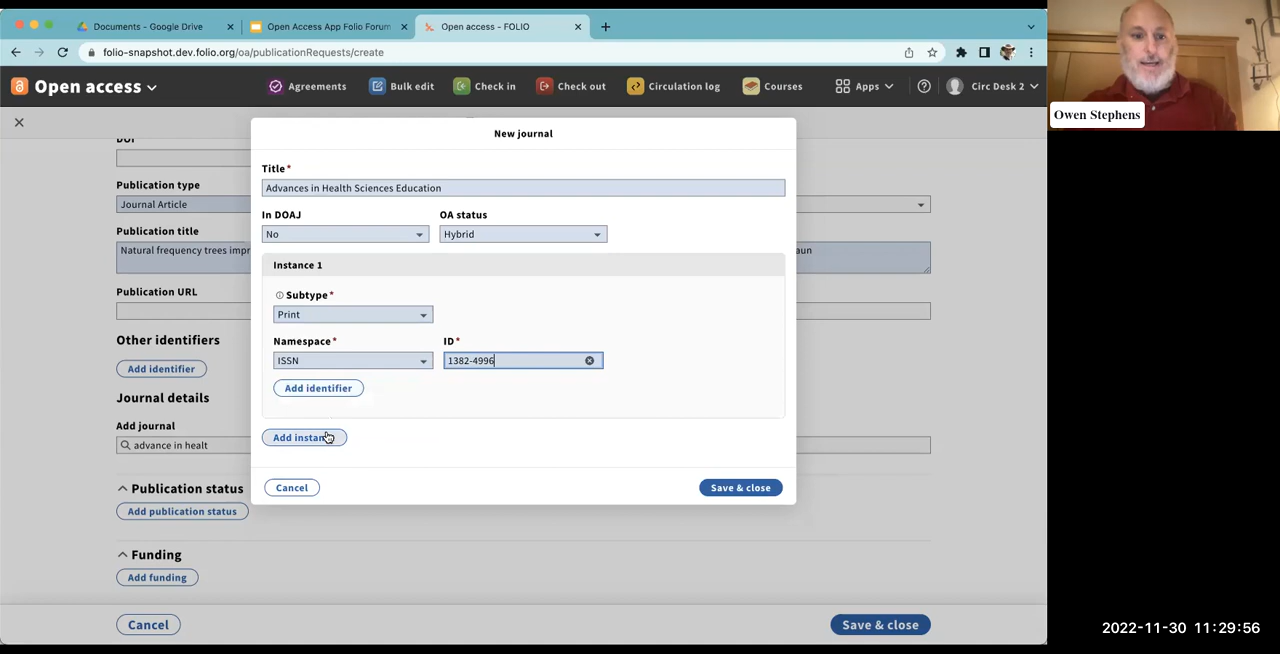 Documents - Google Drive
Open Access App Folio Forum
Open access - FOLIO
folio-snapshot.dev.folio.org/oa/publicationRequests/create
Open access
Agreements
Bulk edit
Check in
Check out
Circulation log
Courses
Apps
Circ Desk 2
Owen Stephens
New journal
DOI
Title*
Advances in Health Sciences Education
Publication type
Journal Article
In DOAJ
OA status
No
Hybrid
Publication title
Natural frequency trees impr
aun
Instance 1
Publication URL
Subtype*
Print
Other identifiers
Namespace*
ID*
ISSN
1382-4996
Add identifier
Add identifier
Journal details
Add journal
advance in healt
Add instan
Publication status
Cancel
Save & close
Add publication status
Funding
Add funding
Cancel
Save & close
2022-11-30 11:29:56